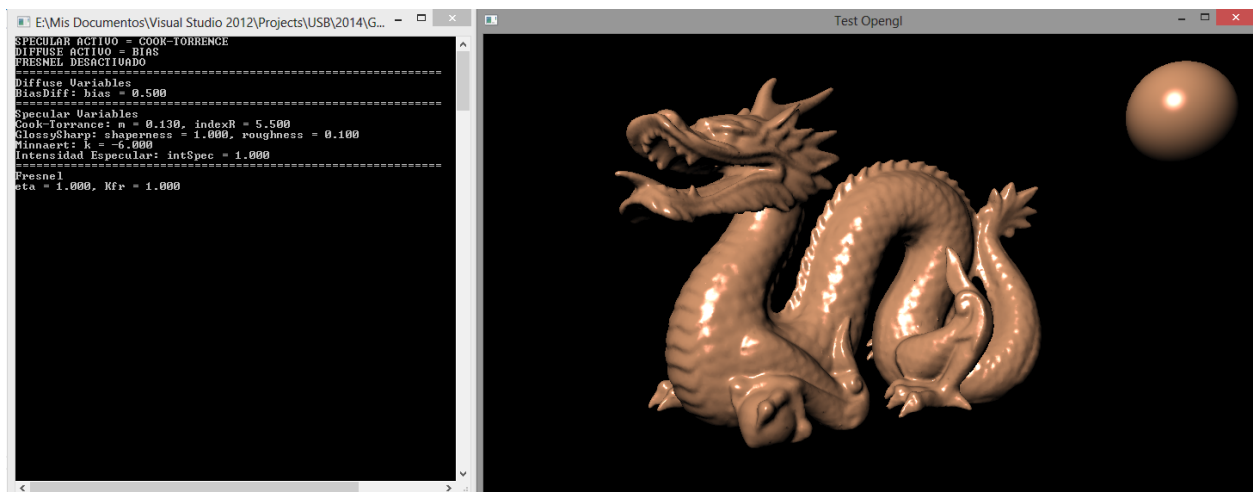 E:\Mis Documentos\Visual Studio 2012\Projects\USB\2014\G...
SPECULAR ACTIVO = COOK-TORRENCE
DIFFUSE ACTIVO = BIAS
FRESNEL DESACTIVADO
=============================================================
Diffuse Variables
BiasDiff: bias = 0.500
=============================================================
Specular Variables
Cook-Torrance: m = 0.130, indexR = 5.500
GlossySharp: shaperness = 1.000, roughness = 0.100
Minnaert: k = -6.000
Intensidad Especular: intSpec = 1.000
=============================================================
Fresnel
eta = 1.000, Kfr = 1.000
Test Opengl